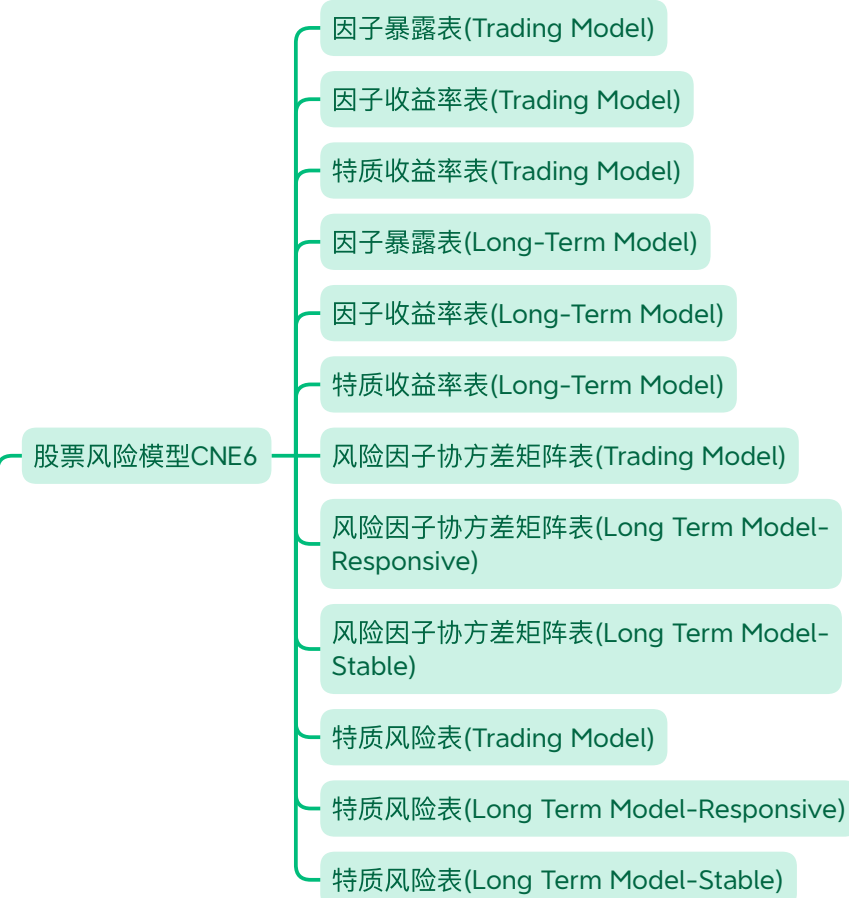 因子暴露表(Trading Model)
因子收益率表(Trading Model)
特质收益率表(Trading Model)
因子暴露表(Long-Term Model)
因子收益率表(Long-Term Model)
特质收益率表(Long-Term Model)
股票风险模型CNE6
风险因子协方差矩阵表(Trading Model)
风险因子协方差矩阵表(Long Term Model-
Responsive)
风险因子协方差矩阵表(Long Term Model-
Stable)
特质风险表(Trading Model)
特质风险表(Long Term Model-Responsive)
特质风险表(Long Term Model-Stable)